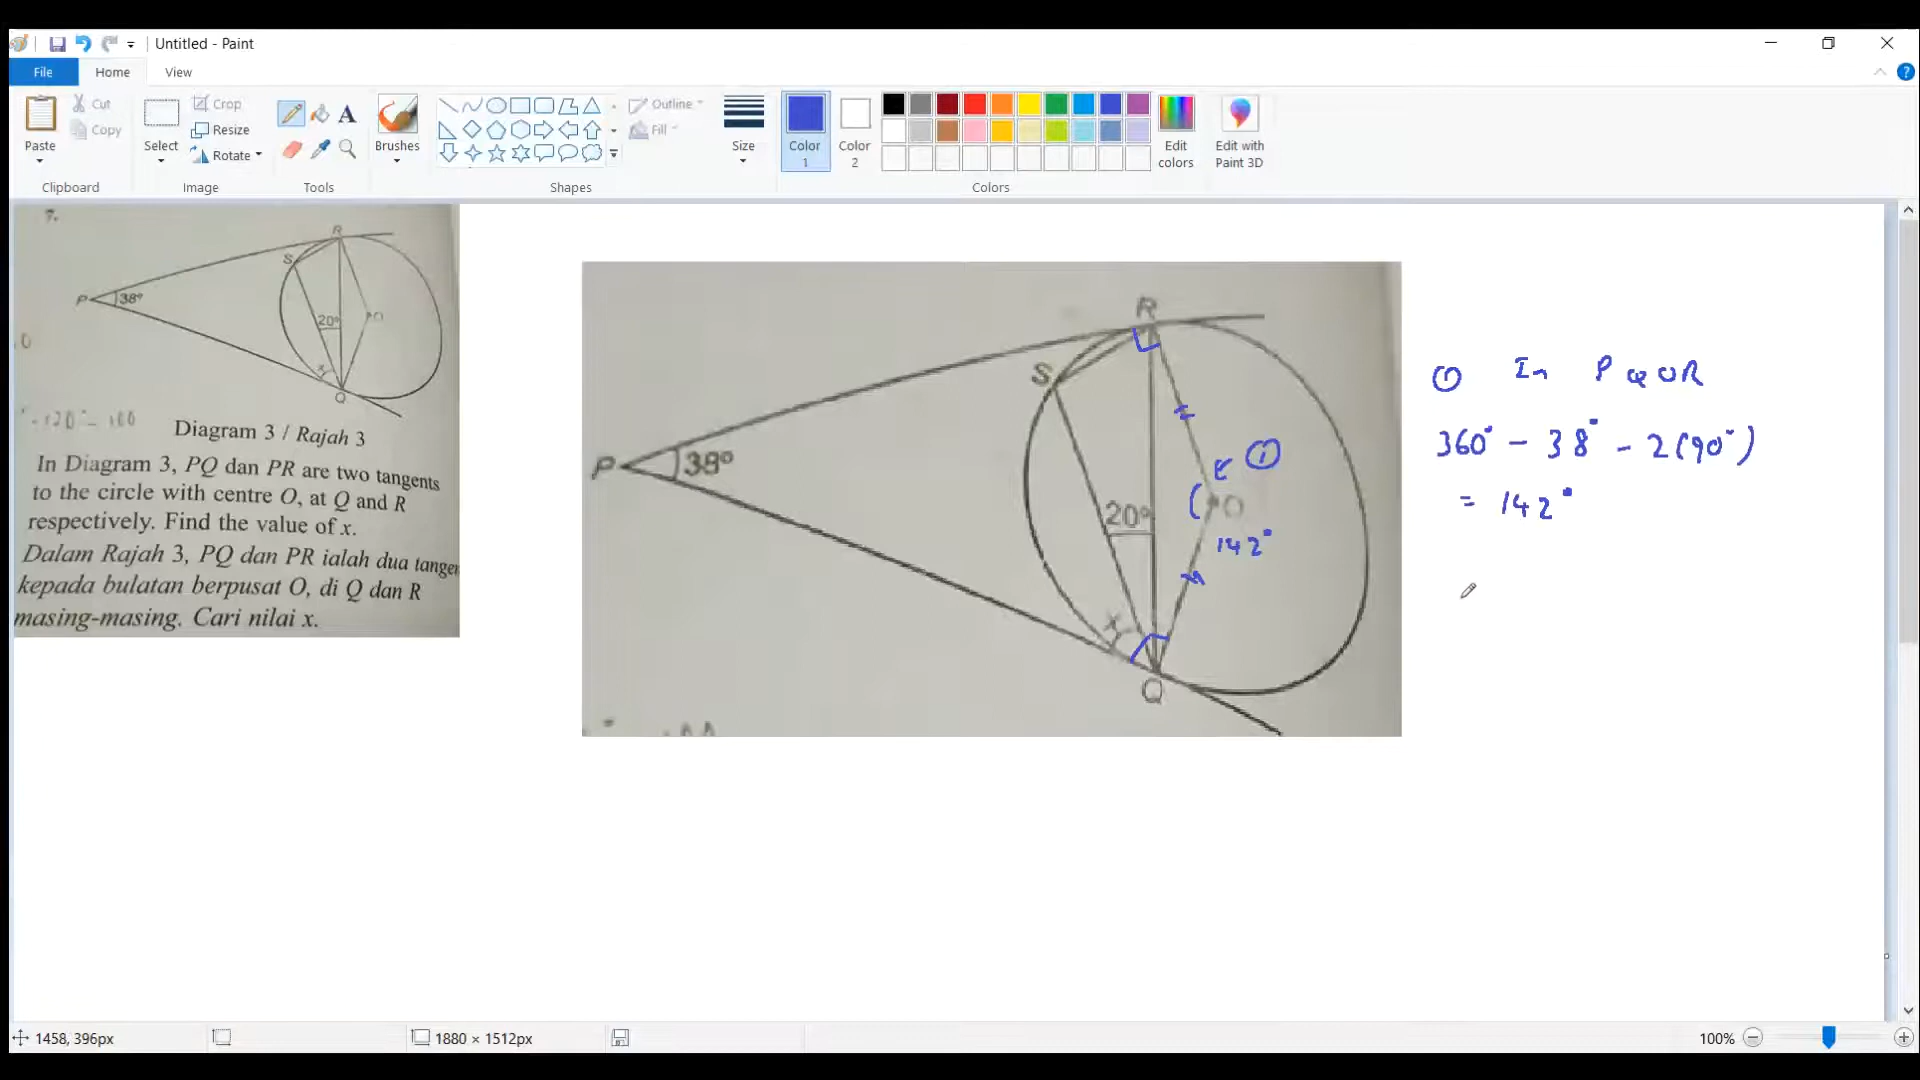 Untitled - Paint
File Home View
Paste
Cut
Copy
Clipboard
Select
Crop
Resize
Rotate
Image
Tools
Brushes
Outline
Fill
Shapes
Size
Color 1
Color 2
Edit colors
Edit with Paint 3D
Colors
7.
R
S
P
38°
20°
O
x
Q
Diagram 3 / Rajah 3
In Diagram 3, PQ dan PR are two tangents
to the circle with centre O, at Q and R
respectively. Find the value of x.
Dalam Rajah 3, PQ dan PR ialah dua
kepada bulatan berpusat O, di Q dan R
masing-masing. Cari nilai x.
R
S
P
38°
1
20°
O
142°
x
Q
1 In PQOR
360° - 38° - 2(90°)
= 142°
1458, 396px
1880 × 1512px
100%